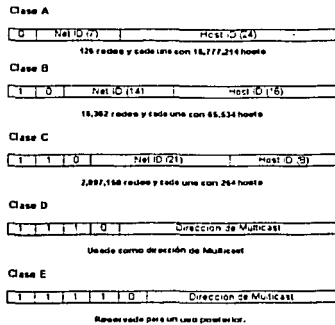 Clase A
0 Net ID (7) Host ID (24)
126 redes y cada una con 16,777,214 hosts
Clase B
1 0 Net ID (14) Host ID (16)
16,382 redes y cada una con 65,534 hosts
Clase C
1 1 0 Net ID (21) Host ID (8)
2,097,150 redes y cada una con 254 hosts
Clase D
1 1 1 0 Dirección de Multicast
Usada como dirección de Multicast
Clase E
1 1 1 1 0 Dirección de Multicast
Reservada para un uso posterior.